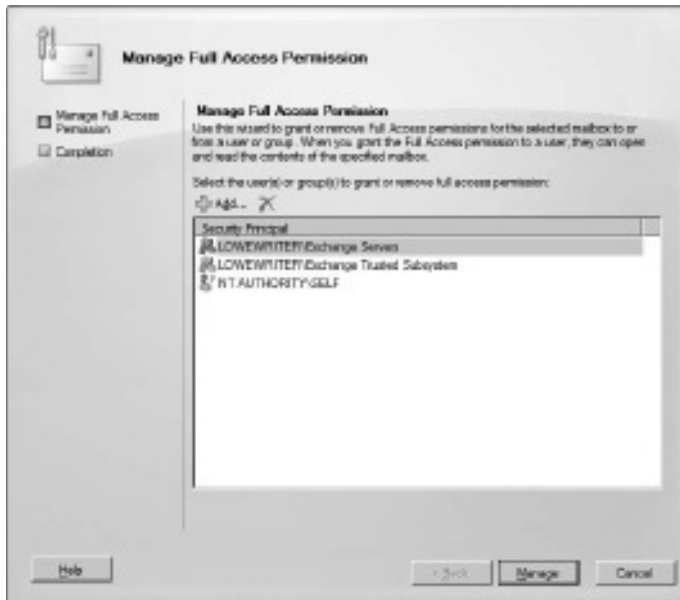 Manage Full Access Permission
Manage Full Access
Permission
Completion
Manage Full Access Permission
Use this wizard to grant or remove Full Access permissions for the selected mailbox to or
from a user or group. When you grant the Full Access permission to a user, they can open
and read the contents of the specified mailbox.
Select the user(s) or group(s) to grant or remove full access permission:
Add...
Security Principal
LOWEWRITER\Exchange Servers
LOWEWRITER\Exchange Trusted Subsystem
NT AUTHORITY\SELF
Help
< Back
Manage
Cancel